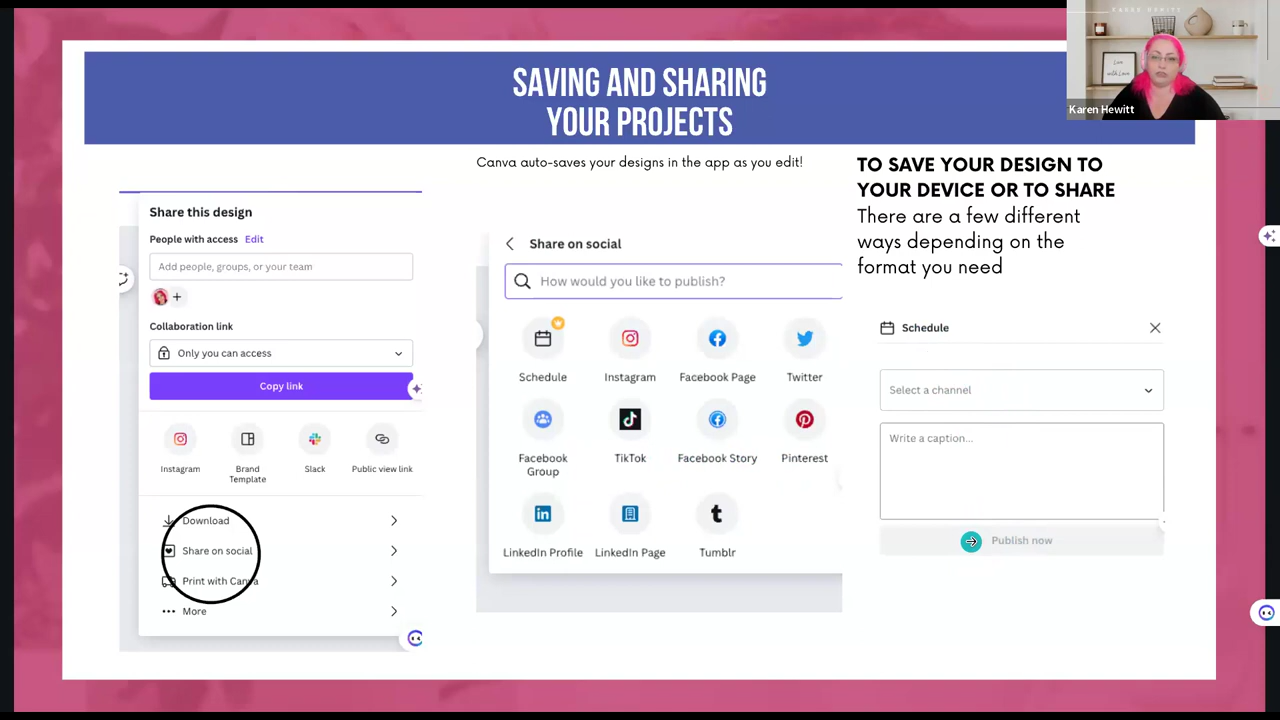 KAREN HEWITT
Karen Hewitt
SAVING AND SHARING
YOUR PROJECTS
Canva auto-saves your designs in the app as you edit!
Share this design
People with access Edit
Add people, groups, or your team
Collaboration link
Only you can access
Copy link
Instagram
Brand
Template
Slack
Public view link
Download
Share on social
Print with Canva
More
Share on social
How would you like to publish?
Schedule
Instagram
Facebook Page
Twitter
Facebook
Group
TikTok
Facebook Story
Pinterest
LinkedIn Profile
LinkedIn Page
Tumblr
TO SAVE YOUR DESIGN TO
YOUR DEVICE OR TO SHARE
There are a few different
ways depending on the
format you need
Schedule
Select a channel
Write a caption...
Publish now